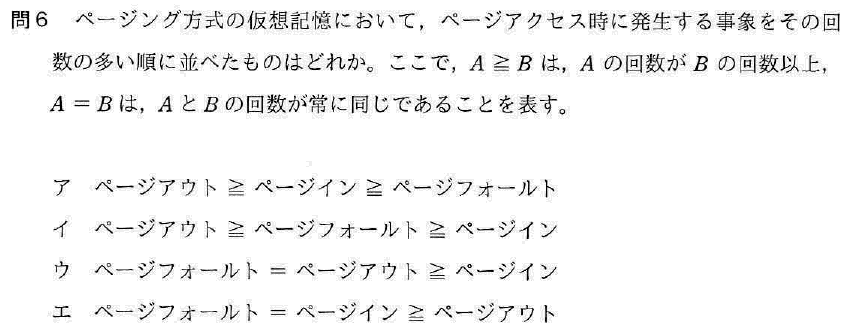 問6 ページング方式の仮想記憶において，ページアクセス時に発生する事象をその回
数の多い順に並べたものはどれか。ここで，A ≧ B は，A の回数が B の回数以上，
A = B は，A と B の回数が常に同じであることを表す。
ア ページアウト ≧ ページイン ≧ ページフォールト
イ ページアウト ≧ ページフォールト ≧ ページイン
ウ ページフォールト = ページアウト ≧ ページイン
エ ページフォールト = ページイン ≧ ページアウト